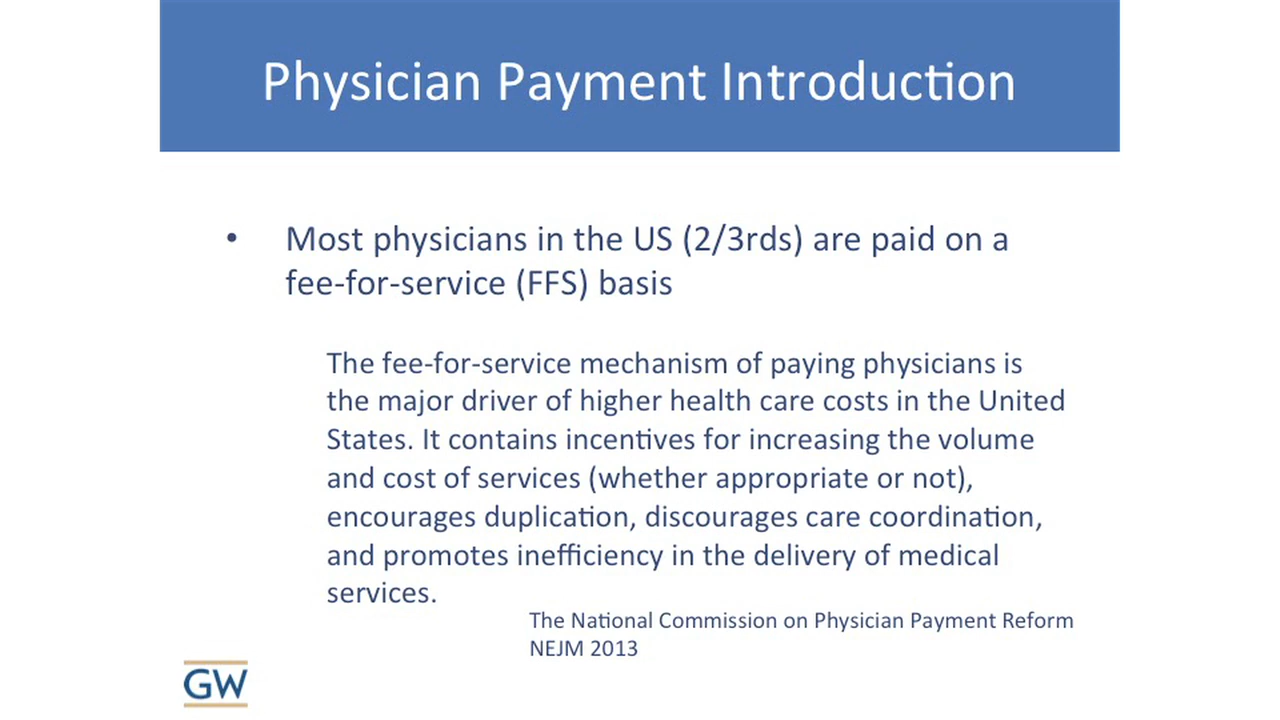 Physician Payment Introduction
• Most physicians in the US (2/3rds) are paid on a
fee-for-service (FFS) basis
The fee-for-service mechanism of paying physicians is
the major driver of higher health care costs in the United
States. It contains incentives for increasing the volume
and cost of services (whether appropriate or not),
encourages duplication, discourages care coordination,
and promotes inefficiency in the delivery of medical
services.
The National Commission on Physician Payment Reform
NEJM 2013
GW